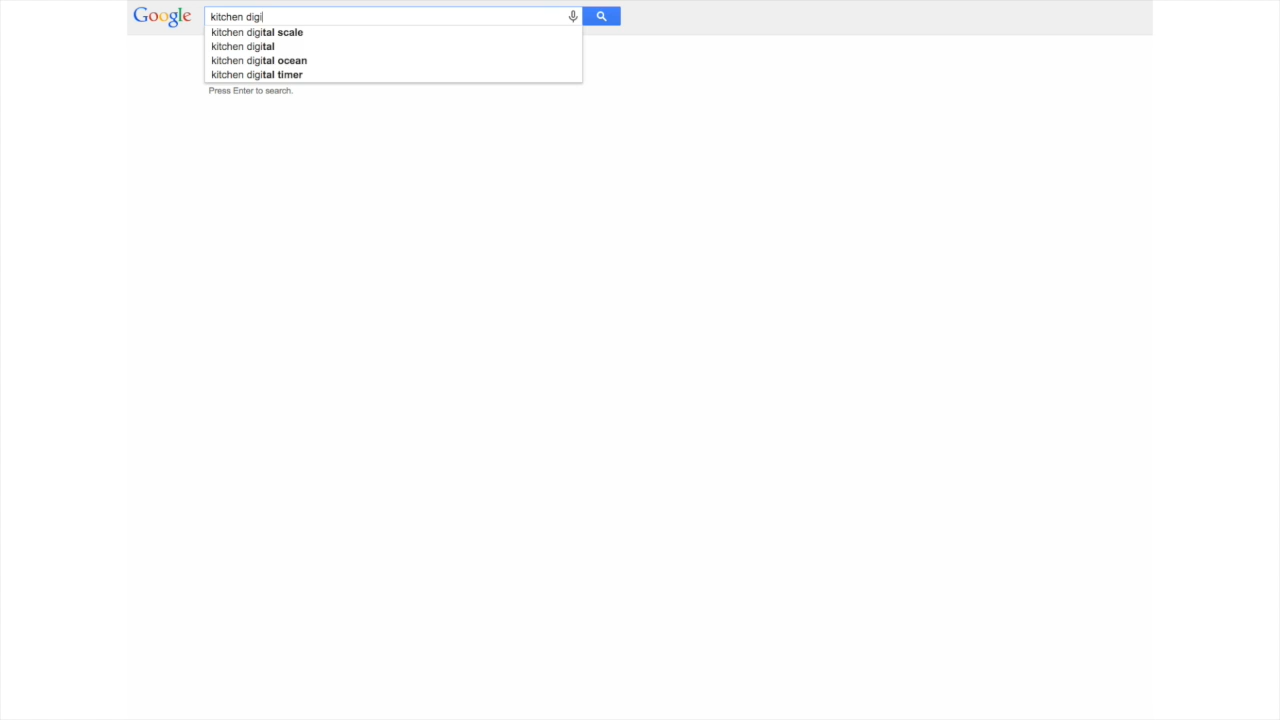 Google
kitchen digi
kitchen digital scale
kitchen digital
kitchen digital ocean
kitchen digital timer
Press Enter to search.